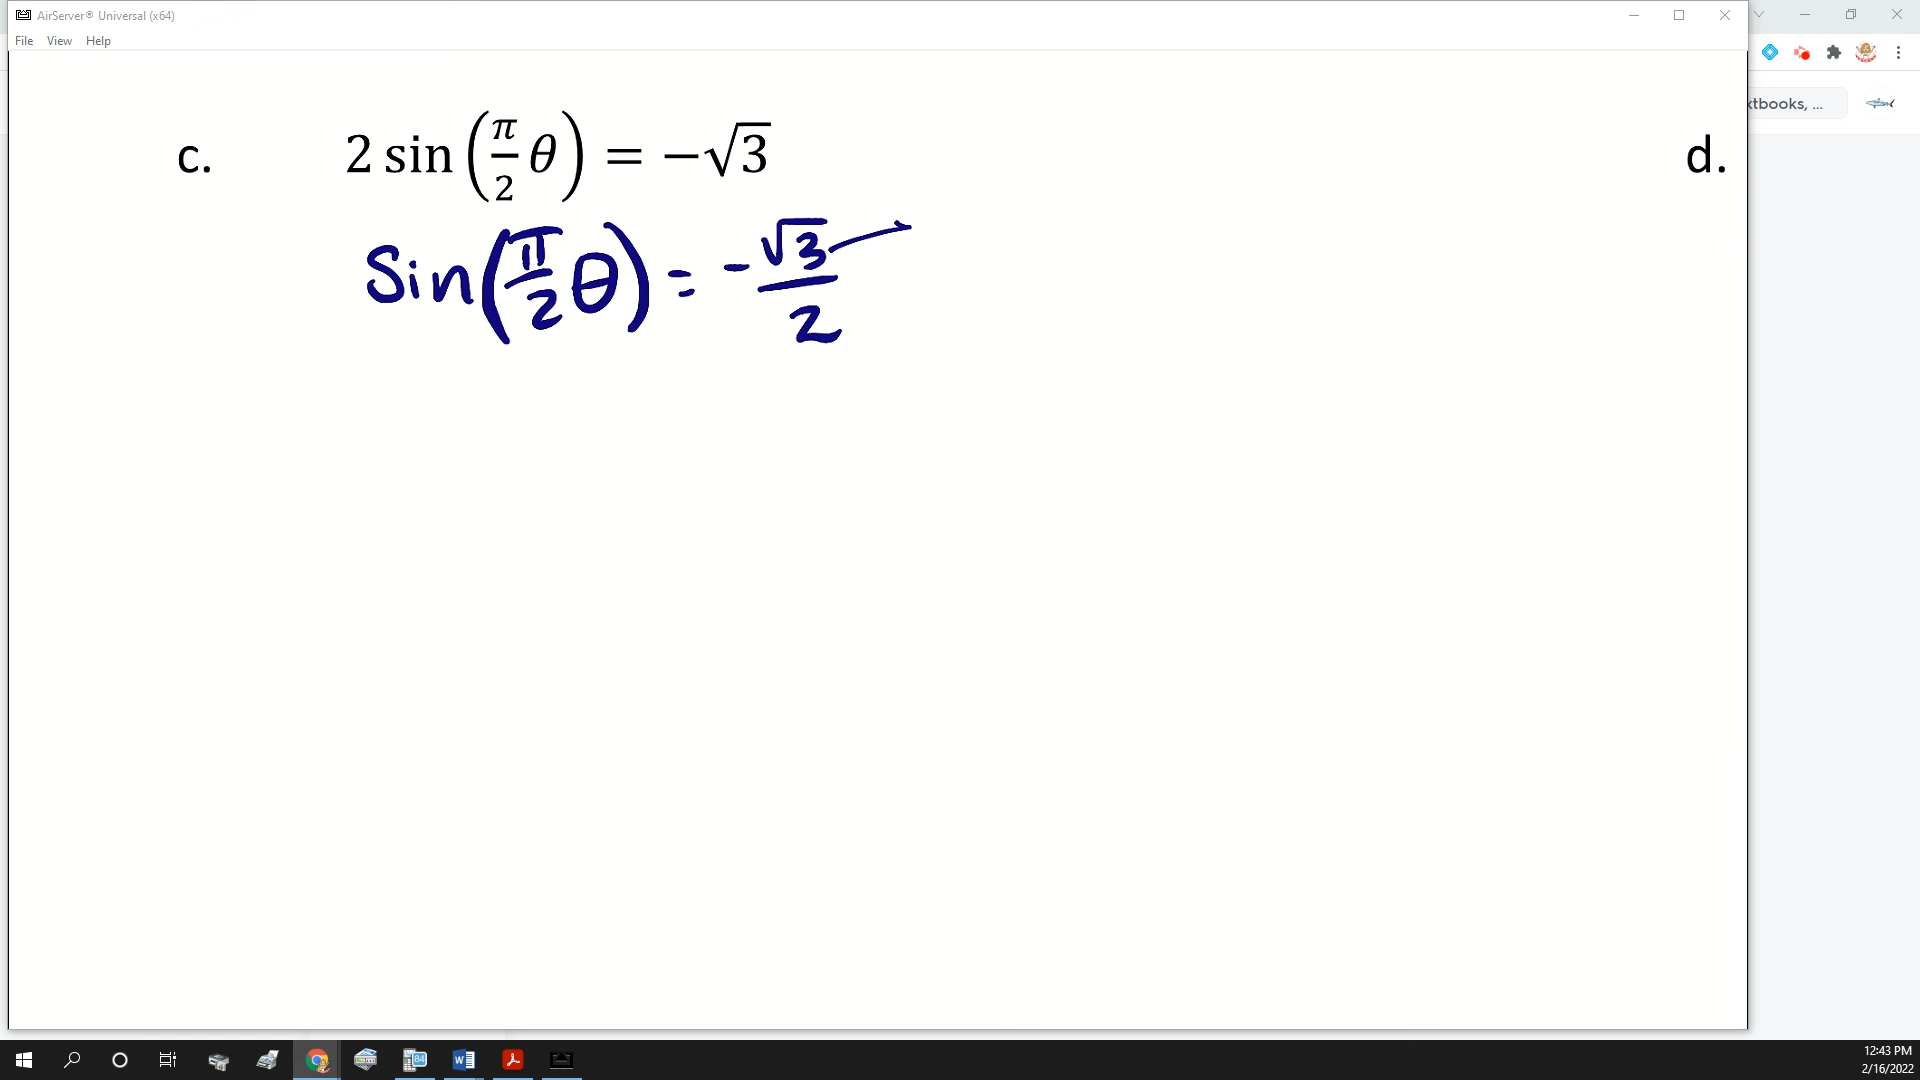 AirServer® Universal (x64)
File View Help
xtbooks, ...
c. 2 sin (π/2 θ) = −√3 d.
Sin(π/2 θ) = -√3/2
84
12:43 PM
2/16/2022